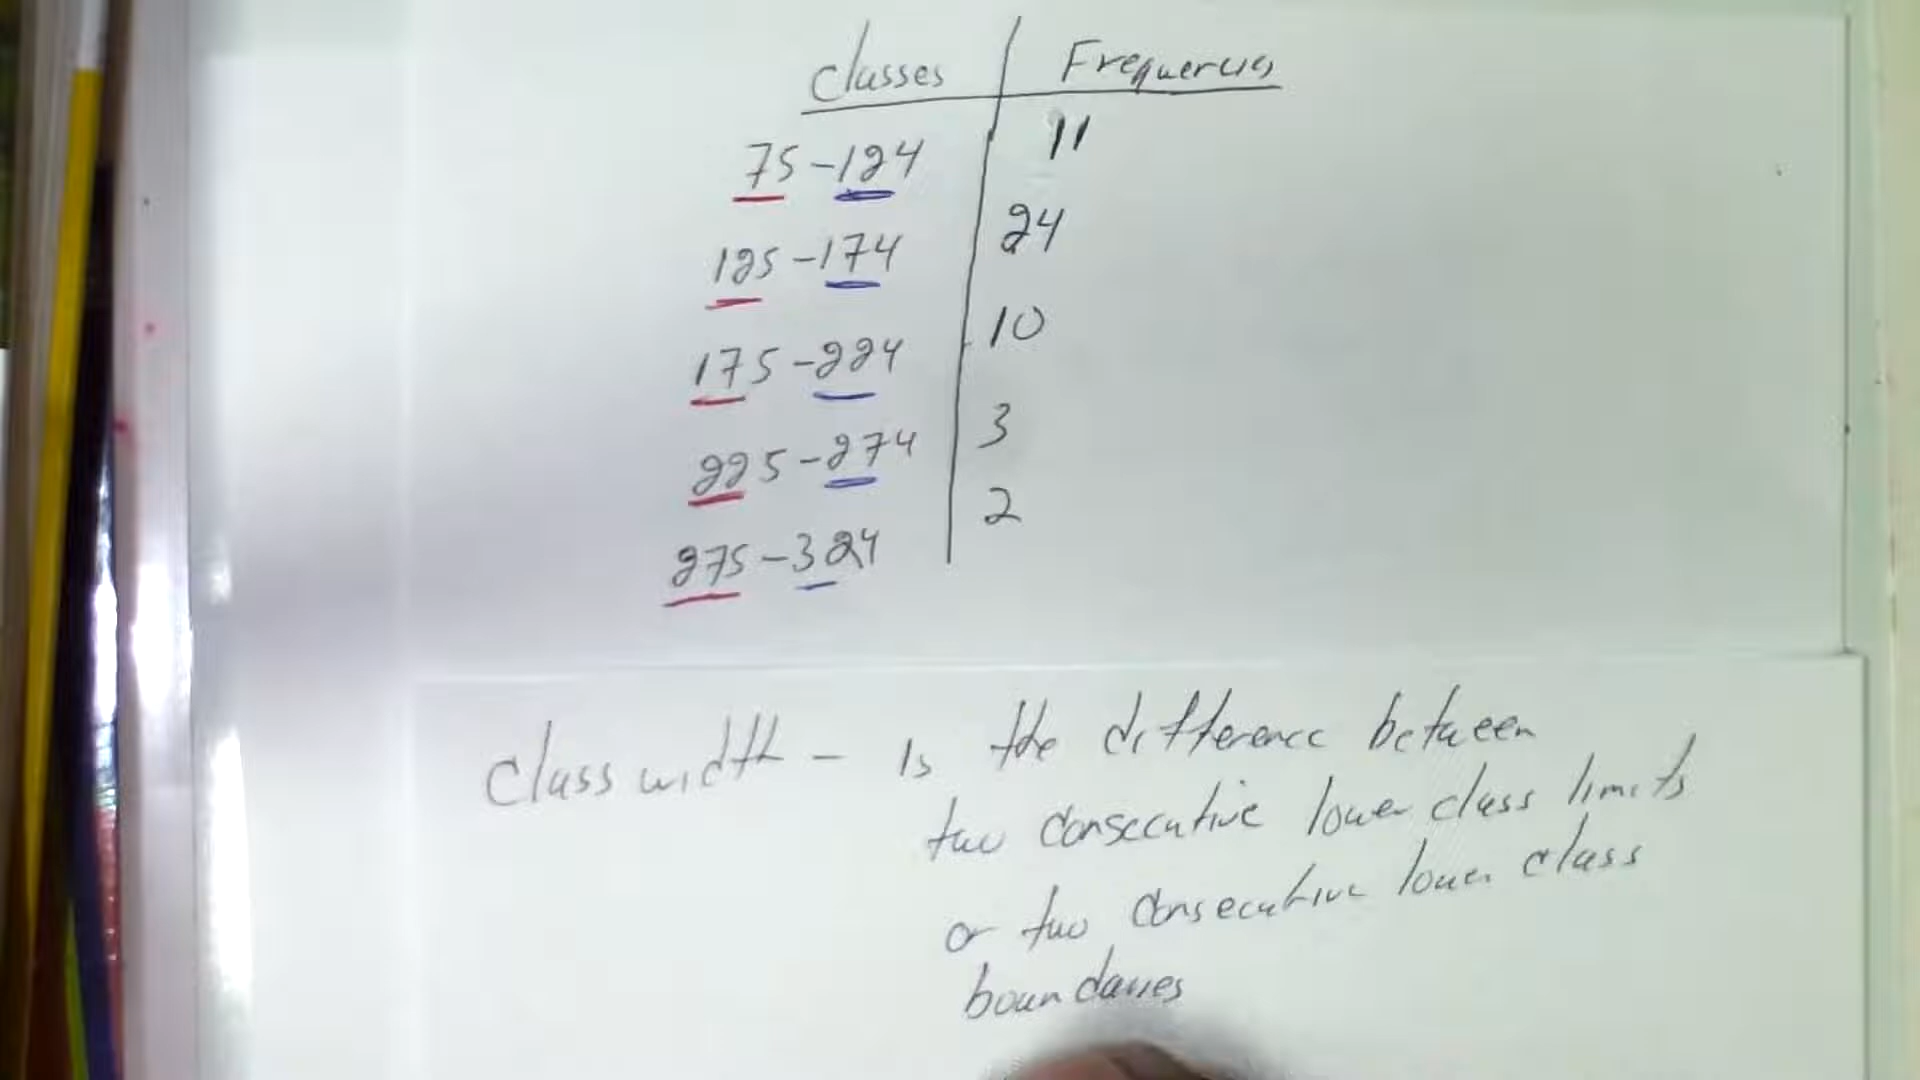 Classes Frequencies
75-124 11
125-174 24
175-224 10
225-274 3
275-324 2
Class width - Is the difference between
two consecutive lower class limits
or two consecutive lower class
boundaries